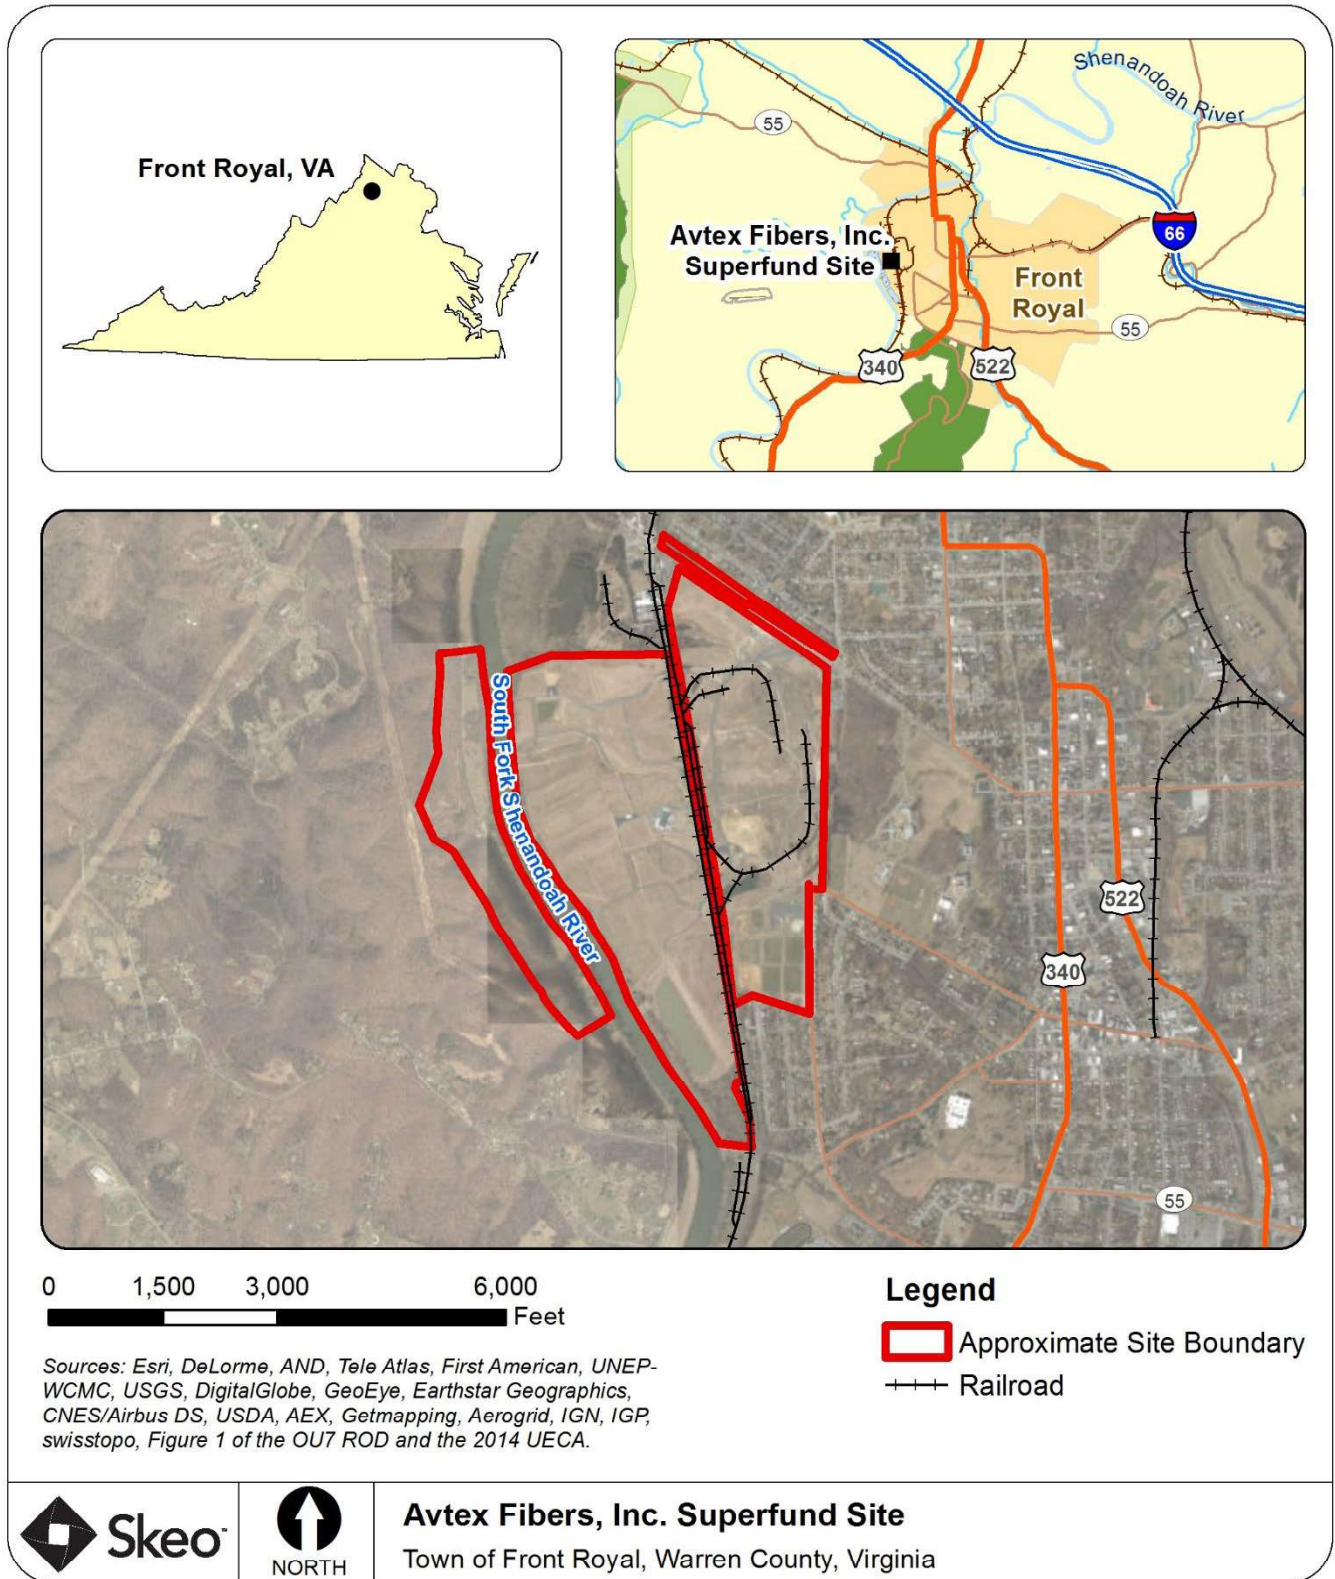 Front Royal, VA
Shenandoah
River
55
66
Avtex Fibers, Inc.
Superfund Site
Front
Royal
55
340
522
South Fork Shenandoah River
522
340
55
0 1,500 3,000 6,000
Feet
Legend
Approximate Site Boundary
Railroad
Sources: Esri, DeLorme, AND, Tele Atlas, First American, UNEP-
WCMC, USGS, DigitalGlobe, GeoEye, Earthstar Geographics,
CNES/Airbus DS, USDA, AEX, Getmapping, Aerogrid, IGN, IGP,
swisstopo, Figure 1 of the OU7 ROD and the 2014 UECA.
Skeo™
NORTH
Avtex Fibers, Inc. Superfund Site
Town of Front Royal, Warren County, Virginia